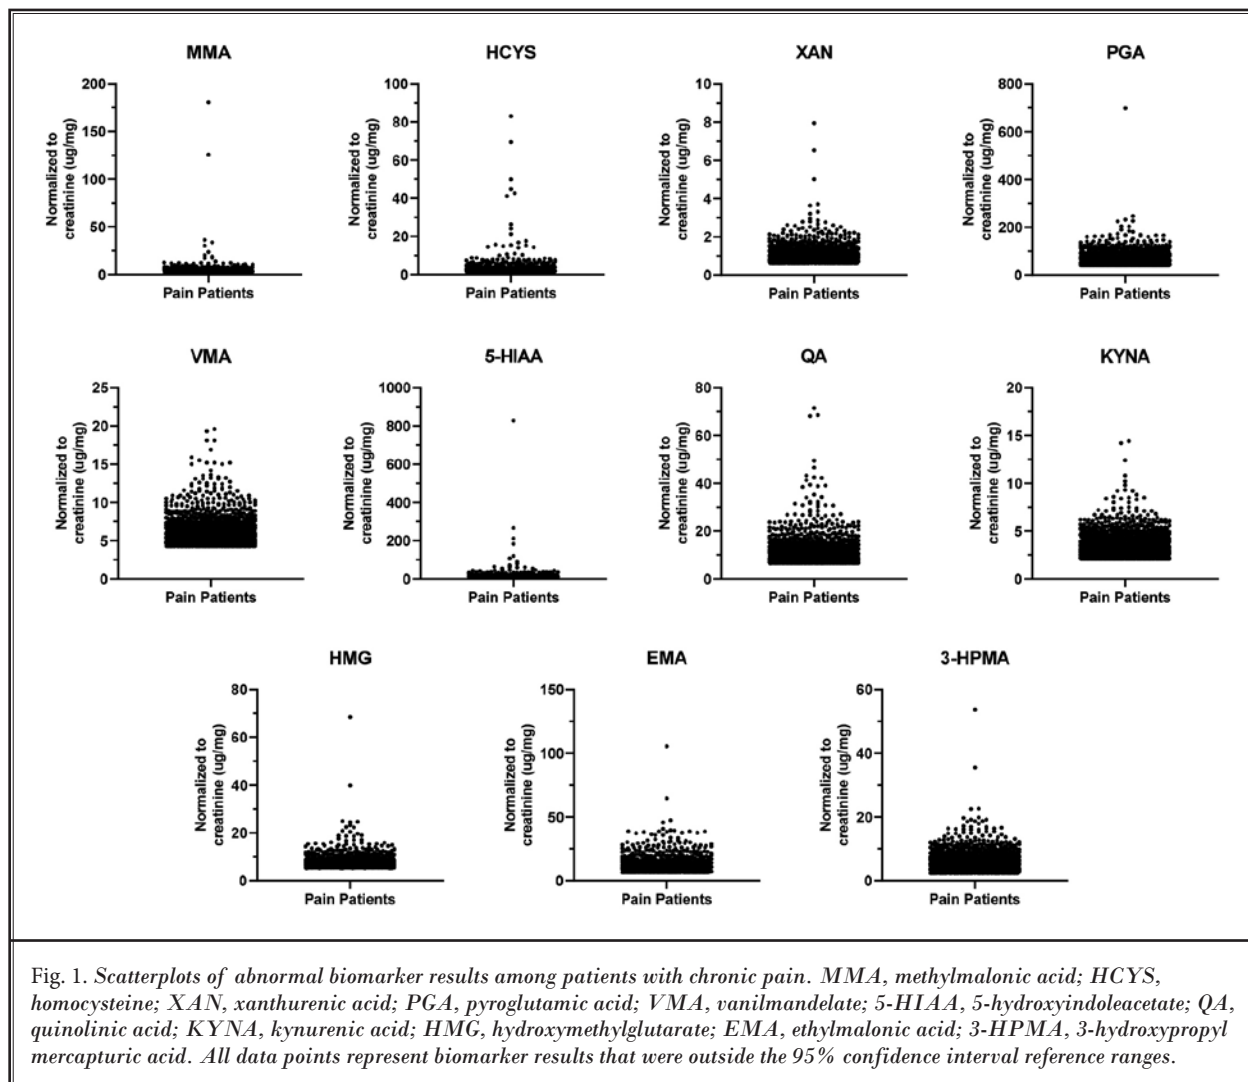 MMA
HCYS
XAN
PGA
Normalized to
creatinine (ug/mg)
200
150
100
50
0
Pain Patients
Normalized to
creatinine (ug/mg)
100
80
60
40
20
0
Pain Patients
Normalized to
creatinine (ug/mg)
10
8
6
4
2
0
Pain Patients
Normalized to
creatinine (ug/mg)
800
600
400
200
0
Pain Patients
VMA
5-HIAA
QA
KYNA
Normalized to
creatinine (ug/mg)
25
20
15
10
5
0
Pain Patients
Normalized to
creatinine (ug/mg)
1000
800
600
400
200
0
Pain Patients
Normalized to
creatinine (ug/mg)
80
60
40
20
0
Pain Patients
Normalized to
creatinine (ug/mg)
20
15
10
5
0
Pain Patients
HMG
EMA
3-HPMA
Normalized to
creatinine (ug/mg)
80
60
40
20
0
Pain Patients
Normalized to
creatinine (ug/mg)
150
100
50
0
Pain Patients
Normalized to
creatinine (ug/mg)
60
40
20
0
Pain Patients
Fig. 1. Scatterplots of abnormal biomarker results among patients with chronic pain. MMA, methylmalonic acid; HCYS,
homocysteine; XAN, xanthurenic acid; PGA, pyroglutamic acid; VMA, vanilmandelate; 5-HIAA, 5-hydroxyindoleacetate; QA,
quinolinic acid; KYNA, kynurenic acid; HMG, hydroxymethylglutarate; EMA, ethylmalonic acid; 3-HPMA, 3-hydroxypropyl
mercapturic acid. All data points represent biomarker results that were outside the 95% confidence interval reference ranges.